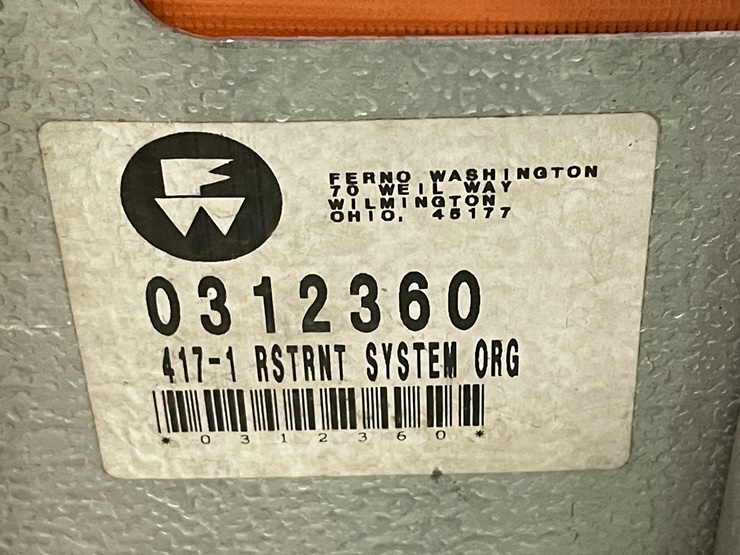 FERNO WASHINGTON
70 WEIL WAY
WILMINGTON
OHIO, 45177
0312360
417-1 RSTRNT SYSTEM ORG
*0312360*